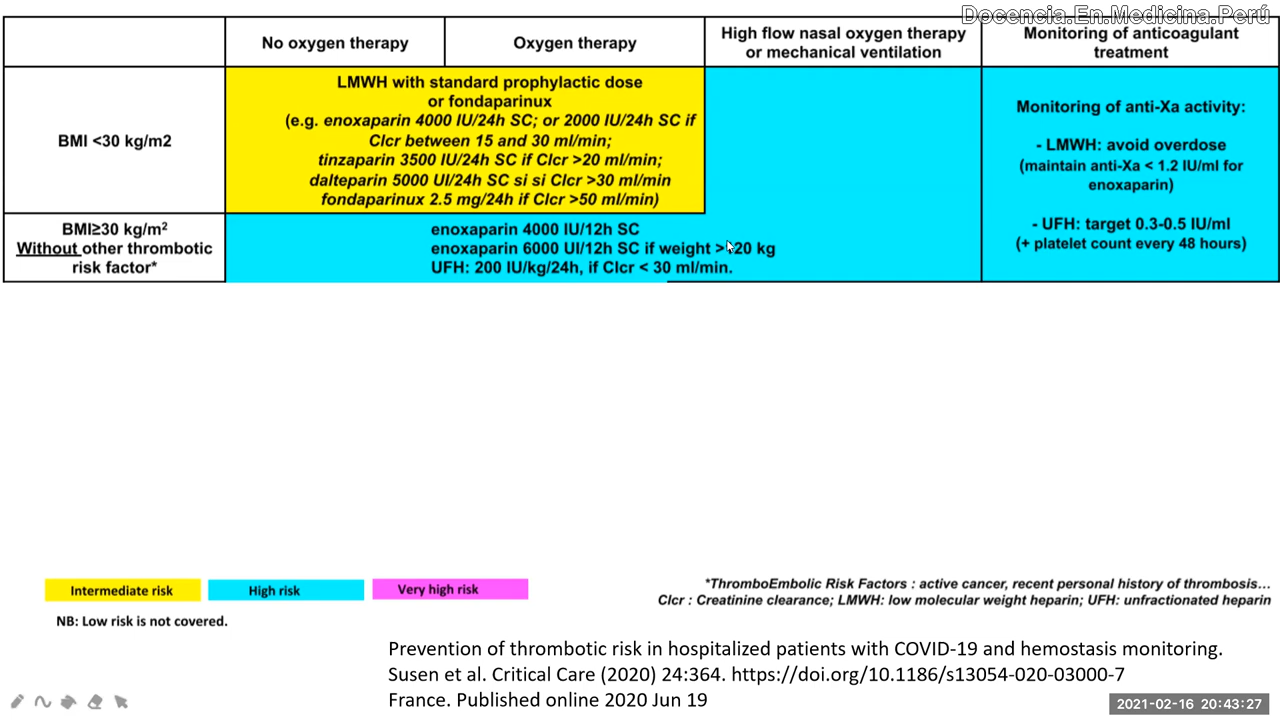 Docencia.En.Medicina.Perú
No oxygen therapy
Oxygen therapy
High flow nasal oxygen therapy
or mechanical ventilation
Monitoring of anticoagulant
treatment
BMI <30 kg/m2
LMWH with standard prophylactic dose
or fondaparinux
(e.g. enoxaparin 4000 IU/24h SC; or 2000 IU/24h SC if
Clcr between 15 and 30 ml/min;
tinzaparin 3500 IU/24h SC if Clcr >20 ml/min;
dalteparin 5000 UI/24h SC si si Clcr >30 ml/min
fondaparinux 2.5 mg/24h if Clcr >50 ml/min)
Monitoring of anti-Xa activity:
- LMWH: avoid overdose
(maintain anti-Xa < 1.2 IU/ml for
enoxaparin)
- UFH: target 0.3-0.5 IU/ml
(+ platelet count every 48 hours)
BMI≥30 kg/m²
Without other thrombotic
risk factor*
enoxaparin 4000 IU/12h SC
enoxaparin 6000 UI/12h SC if weight > kg
UFH: 200 IU/kg/24h, if Clcr < 30 ml/min.
Intermediate risk
High risk
Very high risk
NB: Low risk is not covered.
*ThromboEmbolic Risk Factors : active cancer, recent personal history of thrombosis...
Clcr : Creatinine clearance; LMWH: low molecular weight heparin; UFH: unfractionated heparin
Prevention of thrombotic risk in hospitalized patients with COVID-19 and hemostasis monitoring.
Susen et al. Critical Care (2020) 24:364. https://doi.org/10.1186/s13054-020-03000-7
France. Published online 2020 Jun 19
2021-02-16 20:43:27